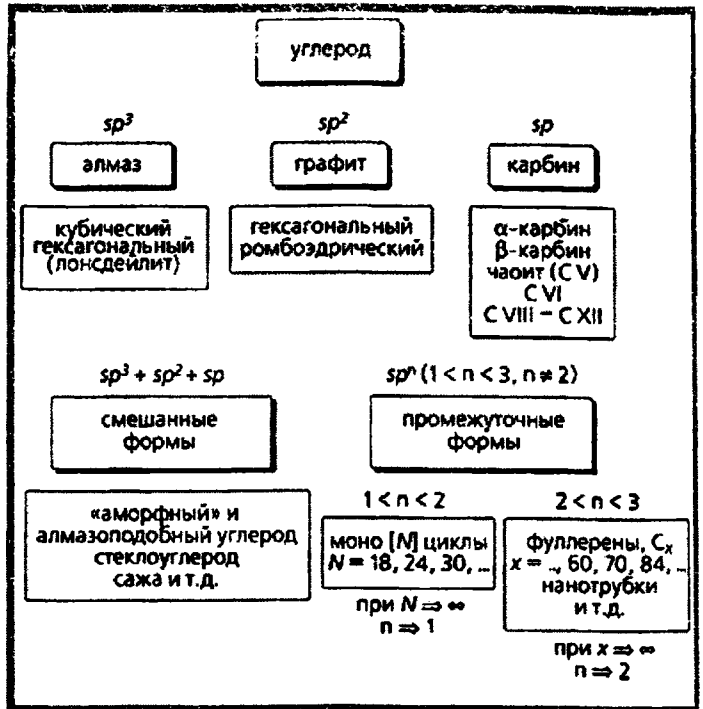 углерод
sp³
алмаз
кубический
гексагональный
(лонсдейлит)
sp²
графит
гексагональный
ромбоэдрический
sp
карбин
α-карбин
β-карбин
чаоит (C V)
C VI
C VIII – C XII
sp³ + sp² + sp
смешанные
формы
«аморфный» и
алмазоподобный углерод
стеклоуглерод
сажа и т.д.
spⁿ (1 < n < 3, n ≠ 2)
промежуточные
формы
1 < n < 2
моно [N] циклы
N = 18, 24, 30, ...
при N ⇒ ∞
n ⇒ 1
2 < n < 3
фуллерены, Cₓ
x = .., 60, 70, 84, ..
нанотрубки
и т.д.
при x ⇒ ∞
n ⇒ 2